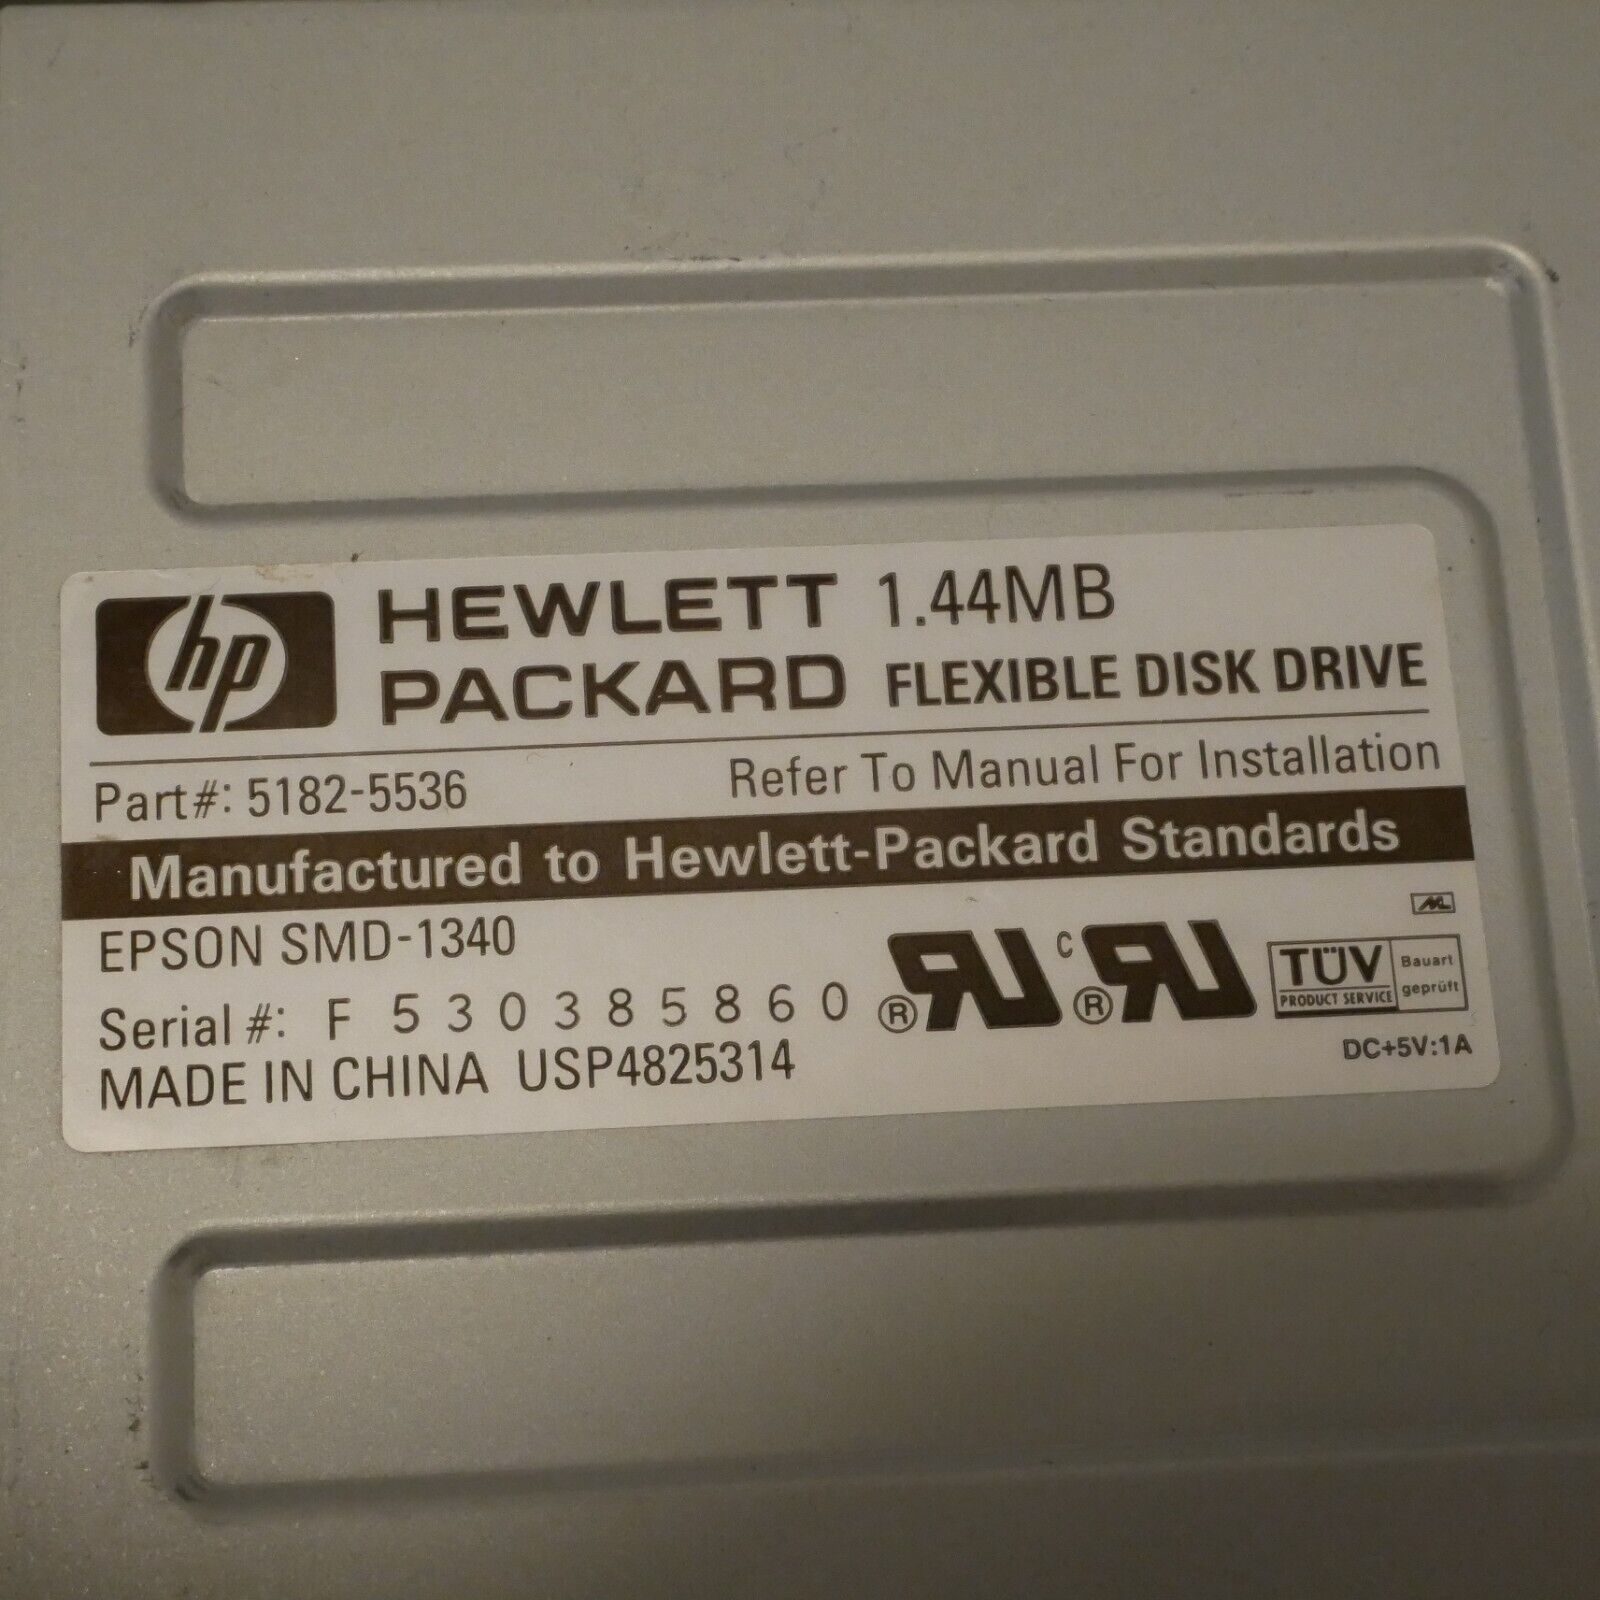 hp HEWLETT PACKARD
1.44MB
FLEXIBLE DISK DRIVE
Part#: 5182-5536 Refer To Manual For Installation
Manufactured to Hewlett-Packard Standards
EPSON SMD-1340
Serial #: F 530385860
MADE IN CHINA USP4825314
® RU c ® RU
TÜV PRODUCT SERVICE
Bauart geprüft
DC+5V:1A